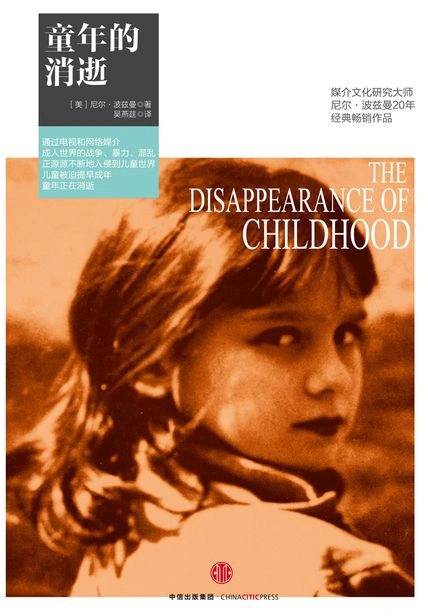 童年的
消逝
［美］尼尔·波兹曼◎著
吴燕莛◎译
通过电视和网络媒介
成人世界的战争、暴力、混乱
正源源不断地入侵到儿童世界
儿童被迫提早成年
童年正在消逝
媒介文化研究大师
尼尔·波兹曼20年
经典畅销作品
THE
DISAPPEARANCE OF
CHILDHOOD
中信出版集团·CHINACITICPRESS